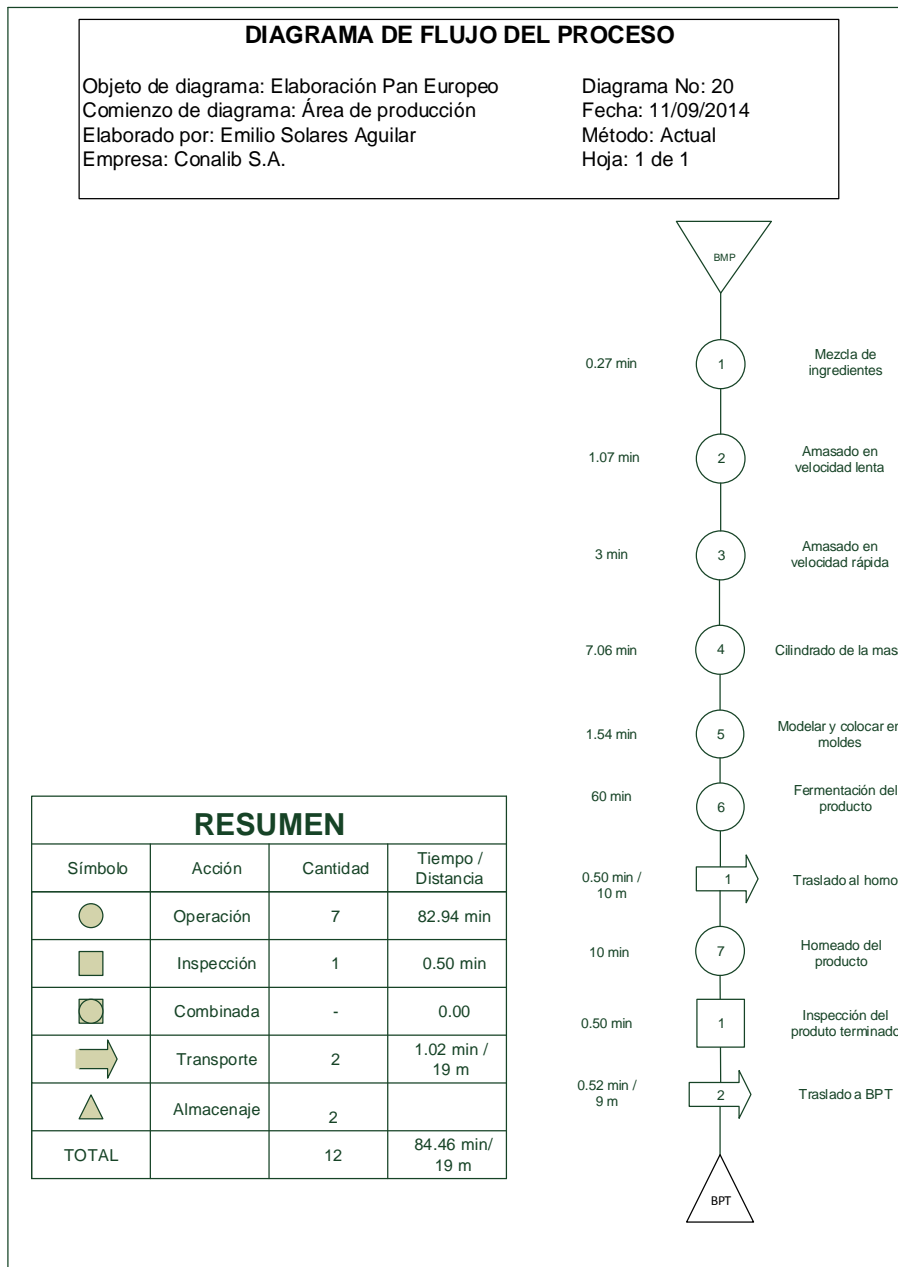 DIAGRAMA DE FLUJO DEL PROCESO
Objeto de diagrama: Elaboración Pan Europeo
Diagrama No: 20
Comienzo de diagrama: Área de producción
Fecha: 11/09/2014
Elaborado por: Emilio Solares Aguilar
Método: Actual
Empresa: Conalib S.A.
Hoja: 1 de 1
BMP
0.27 min
1
Mezcla de
ingredientes
1.07 min
2
Amasado en
velocidad lenta
3 min
3
Amasado en
velocidad rápida
7.06 min
4
Cilindrado de la mas
1.54 min
5
Modelar y colocar en
moldes
60 min
6
Fermentación del
producto
0.50 min /
10 m
1
Traslado al horno
10 min
7
Horneado del
producto
0.50 min
1
Inspección del
produto terminado
0.52 min /
9 m
2
Traslado a BPT
BPT
RESUMEN
Símbolo
Acción
Cantidad
Tiempo /
Distancia
Operación
7
82.94 min
Inspección
1
0.50 min
Combinada
-
0.00
Transporte
2
1.02 min /
19 m
Almacenaje
2
TOTAL
12
84.46 min/
19 m